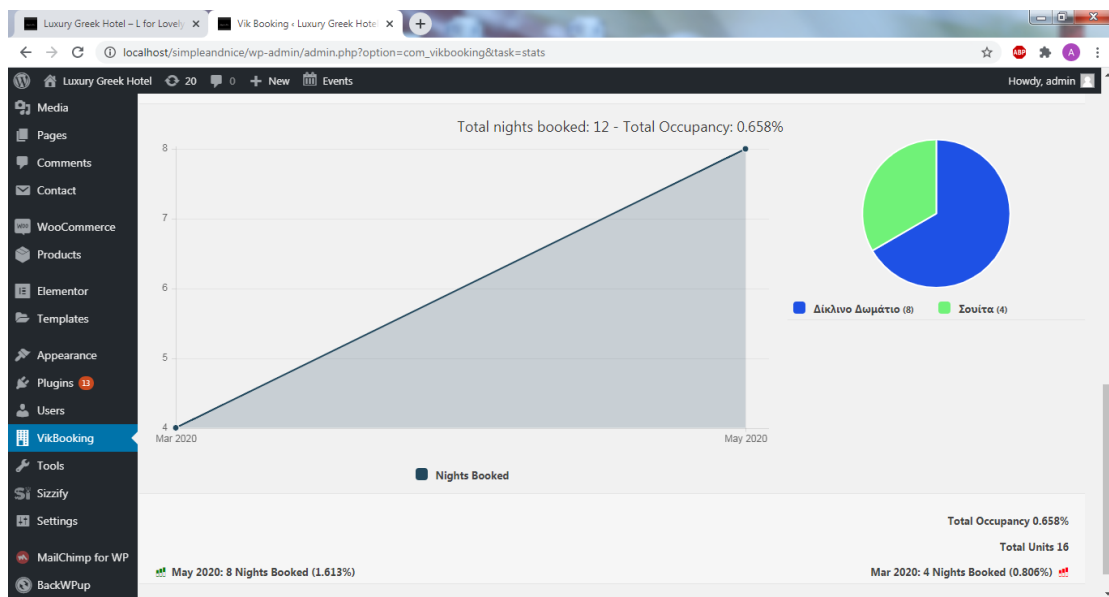 Luxury Greek Hotel – L for Lovely
Vik Booking ‹ Luxury Greek Hote
localhost/simpleandnice/wp-admin/admin.php?option=com_vikbooking&task=stats
ABP
A
Luxury Greek Hotel 20 0 + New Events
Howdy, admin
Media
Pages
Comments
Contact
WooCommerce
Products
Elementor
Templates
Appearance
Plugins 13
Users
VikBooking
Tools
Sizzify
Settings
MailChimp for WP
BackWPup
Total nights booked: 12 - Total Occupancy: 0.658%
8
7
6
5
4
Mar 2020
May 2020
Nights Booked
Δίκλινο Δωμάτιο (8)
Σουίτα (4)
Total Occupancy 0.658%
Total Units 16
May 2020: 8 Nights Booked (1.613%)
Mar 2020: 4 Nights Booked (0.806%)